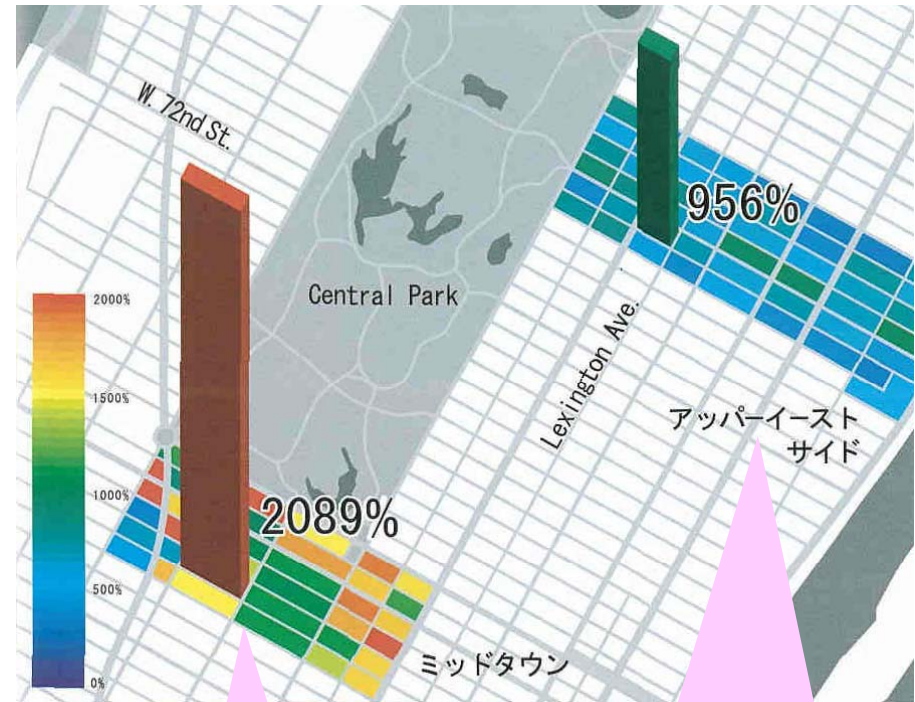 W. 72nd St.
956%
Central Park
2000%
1500%
1000%
500%
0%
Lexington Ave.
アッパーイースト
サイド
2089%
ミッドタウン